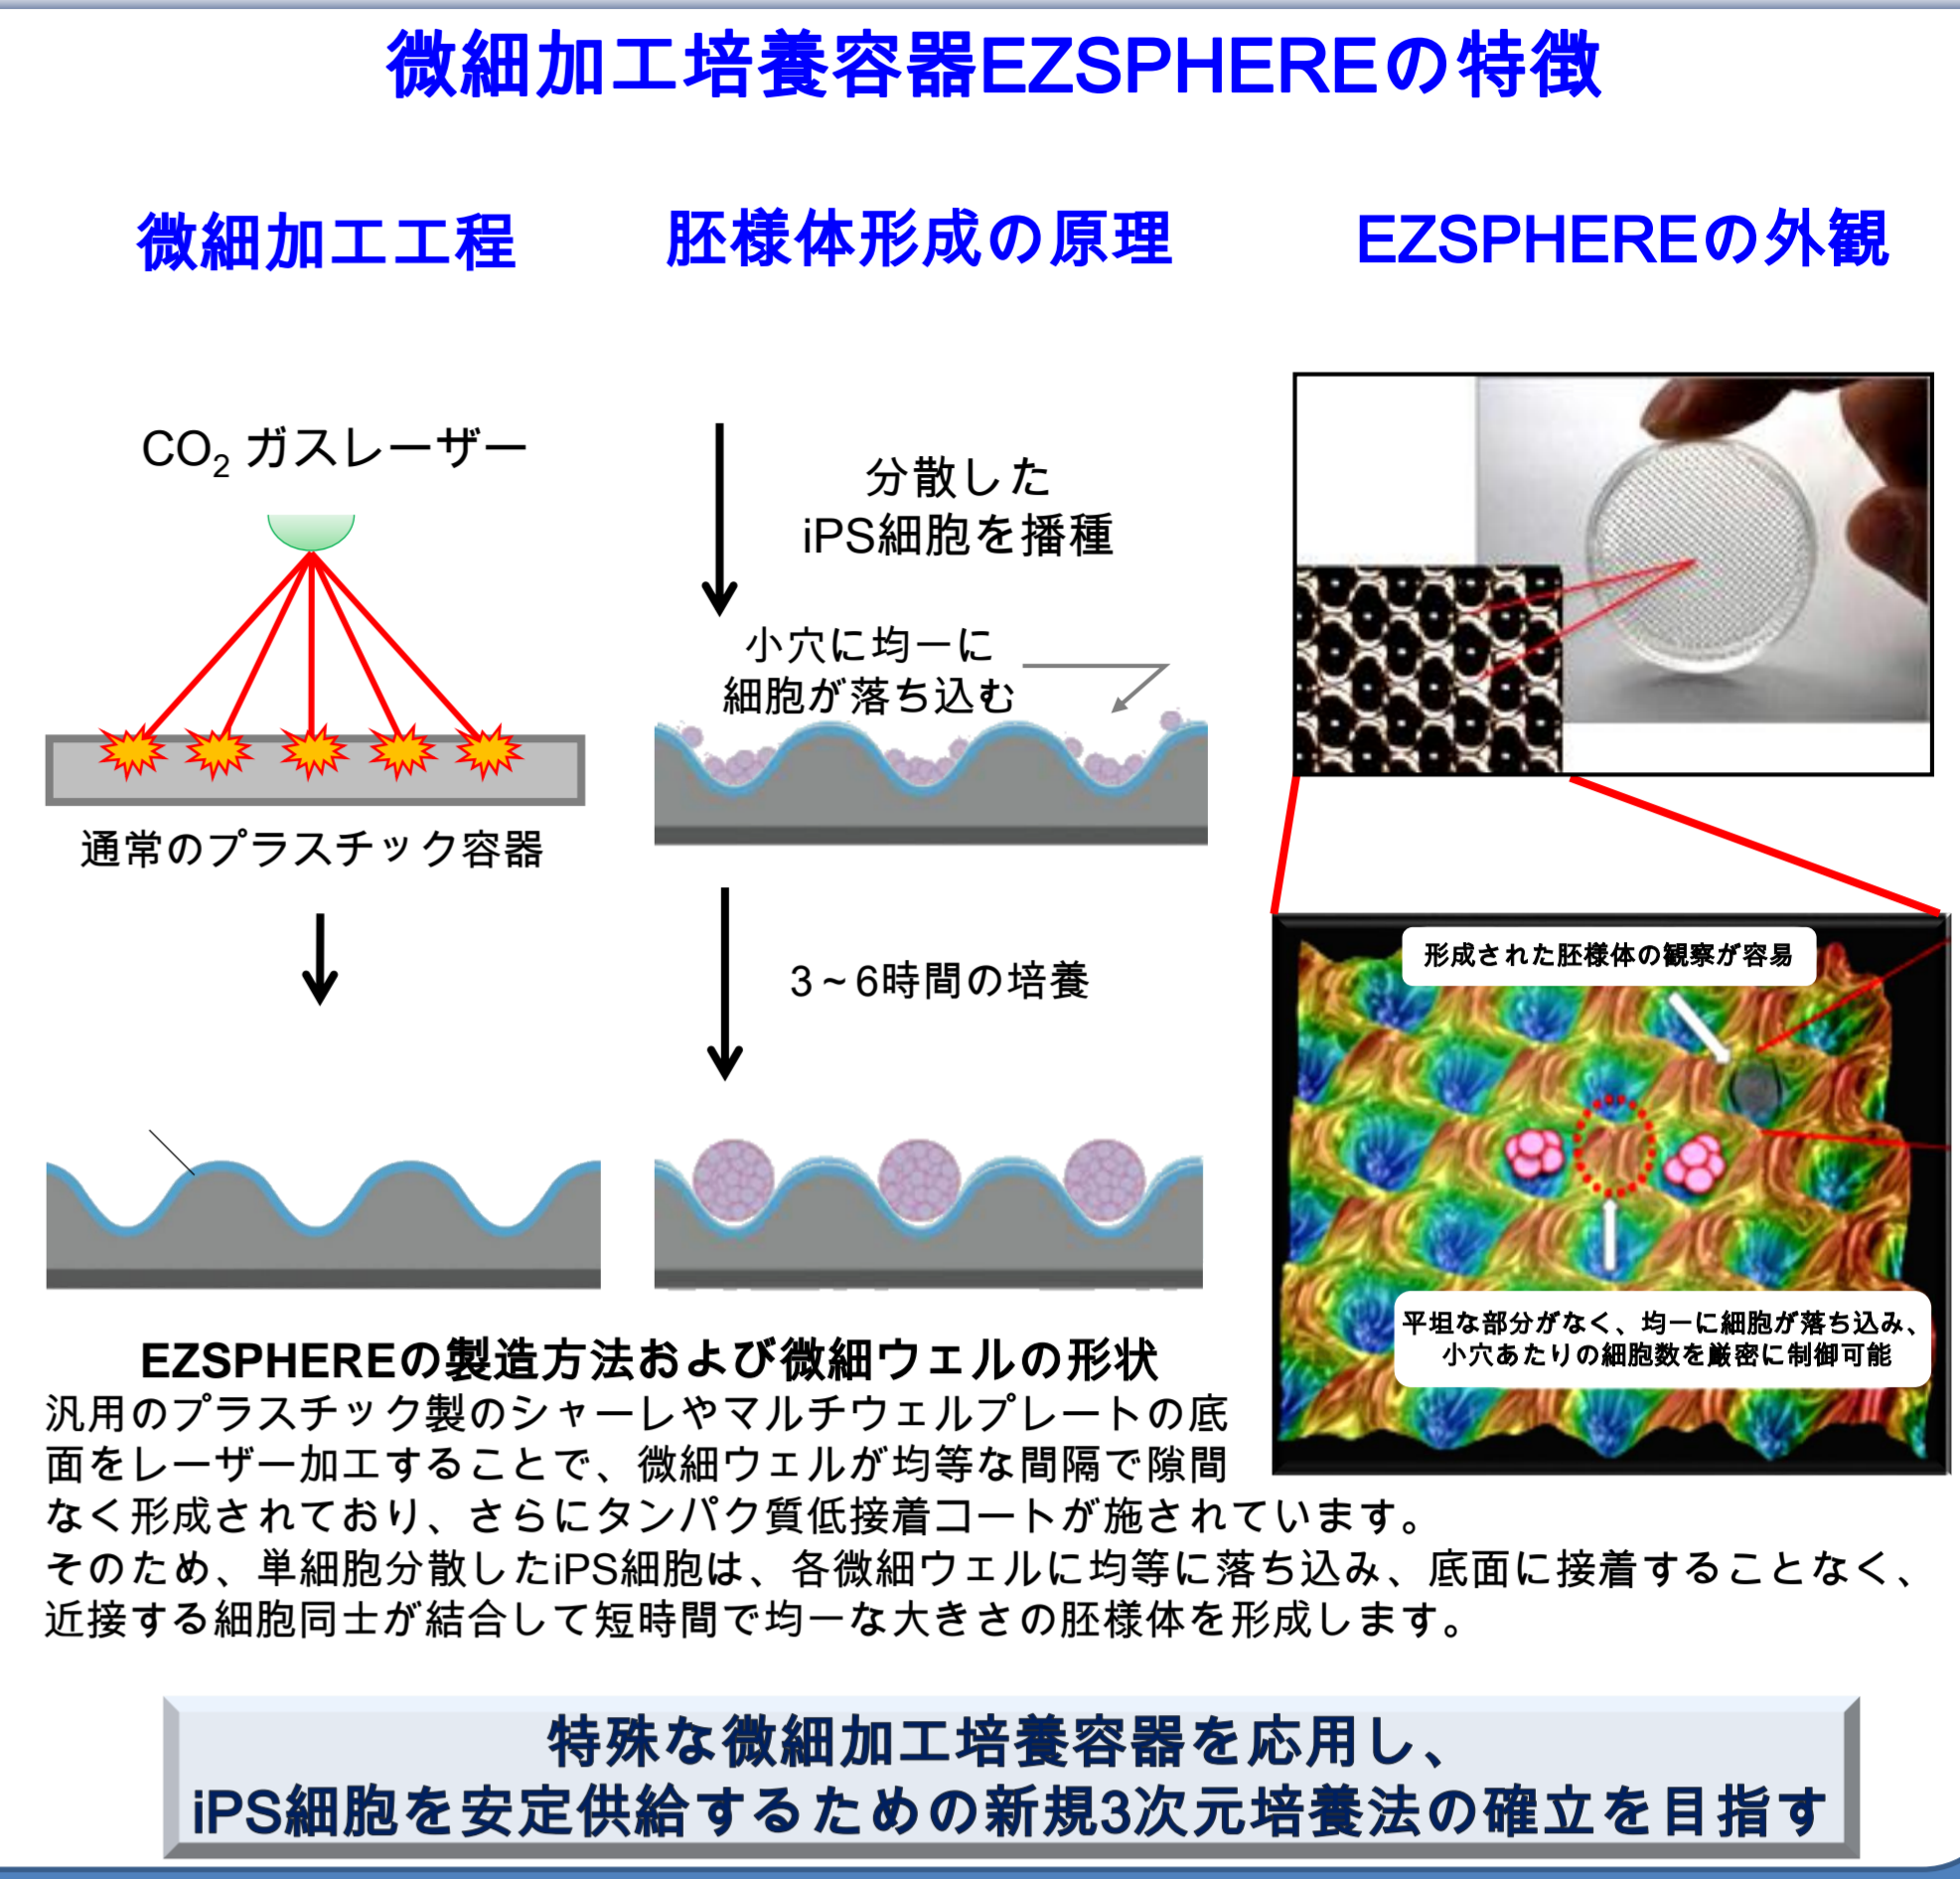 微細加工培養容器EZSPHEREの特徴
微細加工工程
胚様体形成の原理
EZSPHEREの外観
CO₂ ガスレーザー
通常のプラスチック容器
分散した
iPS細胞を播種
小穴に均一に
細胞が落ち込む
3～6時間の培養
形成された胚様体の観察が容易
平坦な部分がなく、均一に細胞が落ち込み、
小穴あたりの細胞数を厳密に制御可能
EZSPHEREの製造方法および微細ウェルの形状
汎用のプラスチック製のシャーレやマルチウェルプレートの底
面をレーザー加工することで、微細ウェルが均等な間隔で隙間
なく形成されており、さらにタンパク質低接着コートが施されています。
そのため、単細胞分散したiPS細胞は、各微細ウェルに均等に落ち込み、底面に接着することなく、
近接する細胞同士が結合して短時間で均一な大きさの胚様体を形成します。
特殊な微細加工培養容器を応用し、
iPS細胞を安定供給するための新規3次元培養法の確立を目指す